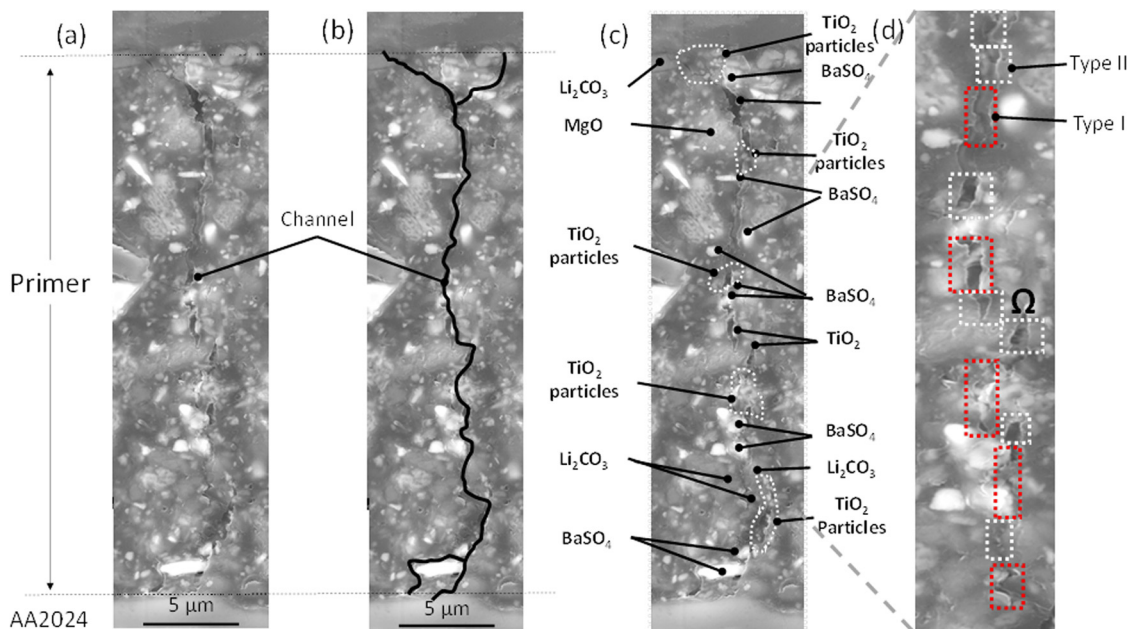 (a)
(b)
(c)
(d)
TiO₂
particles
Li₂CO₃
BaSO₄
Type II
MgO
Type I
TiO₂
particles
BaSO₄
Channel
TiO₂
particles
Primer
BaSO₄
Ω
TiO₂
TiO₂
particles
BaSO₄
Li₂CO₃
Li₂CO₃
TiO₂
Particles
BaSO₄
AA2024
5 µm
5 µm